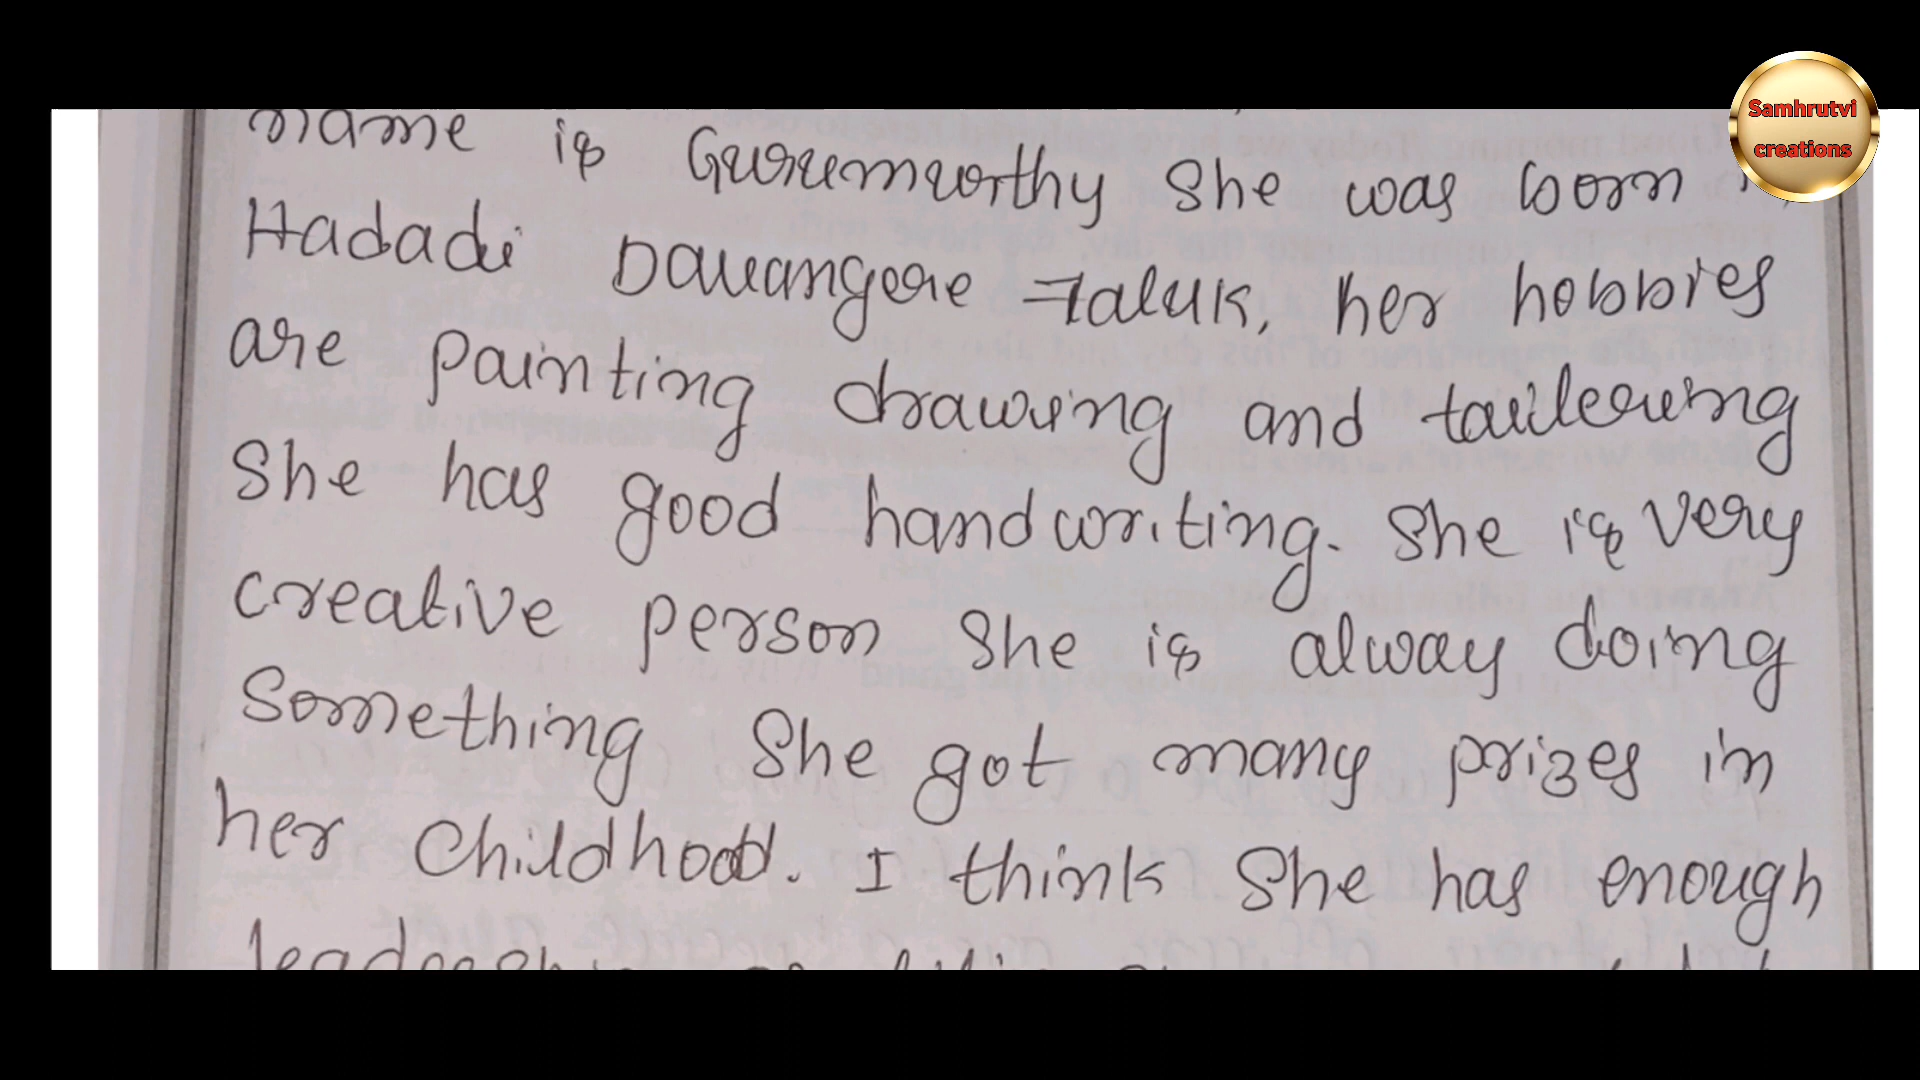 Samhrutvi
creations
name is Gurumurthy She was born
Hadadi Davangere Taluk, her hobbies
are painting drawing and tailering
She has good handwriting. She is very
creative person She is alway doing
Something She got many prizes in
her Childhood. I think She has enough